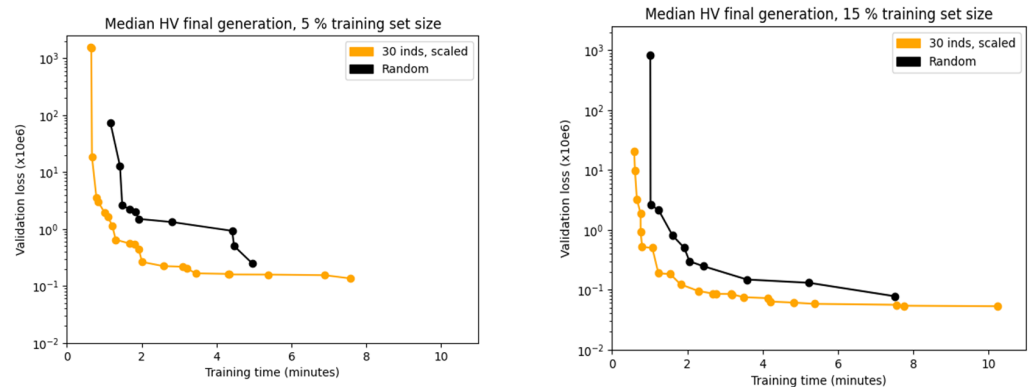 Median HV final generation, 5 % training set size
30 inds, scaled
Random
10³
10²
10¹
10⁰
10⁻¹
10⁻²
Validation loss (x10e6)
0 2 4 6 8 10
Training time (minutes)
Median HV final generation, 15 % training set size
30 inds, scaled
Random
10³
10²
10¹
10⁰
10⁻¹
10⁻²
Validation loss (x10e6)
0 2 4 6 8 10
Training time (minutes)